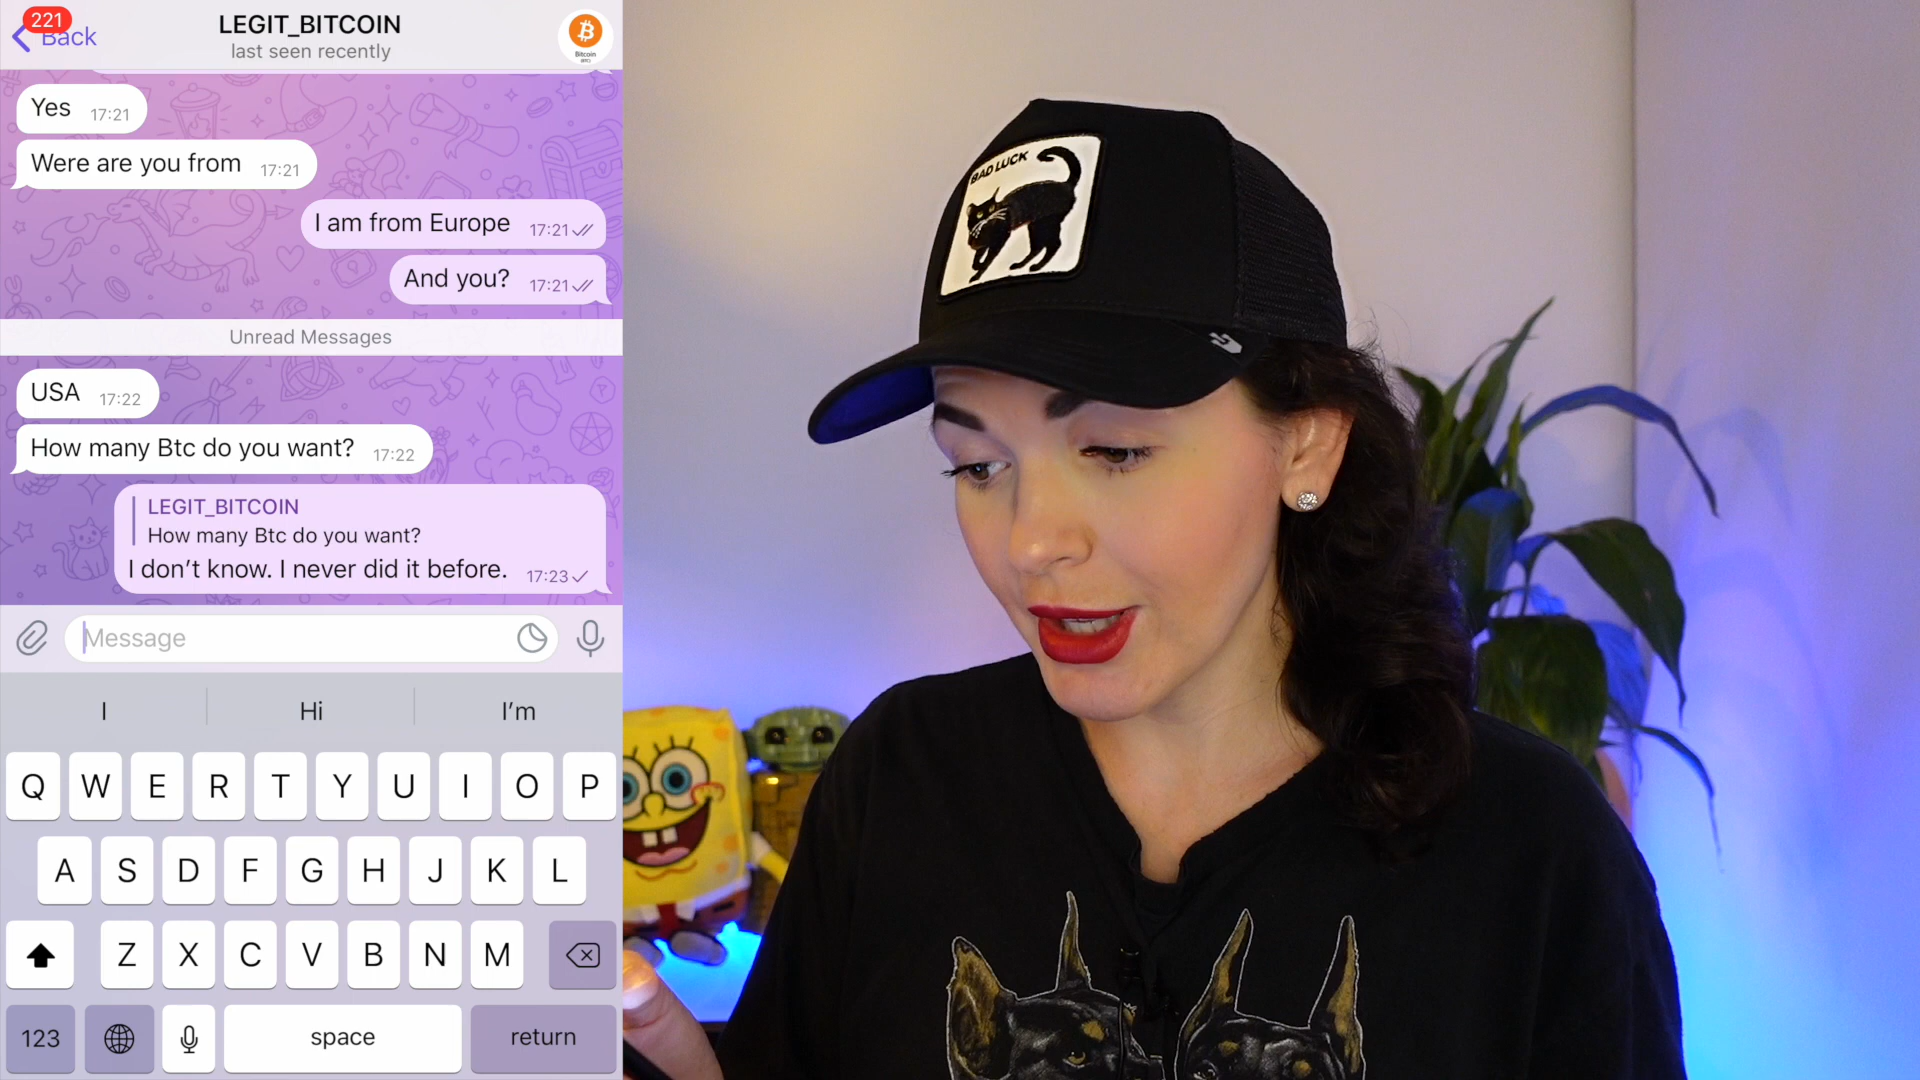 221
Back
LEGIT_BITCOIN
last seen recently
Bitcoin
Yes 17:21
Were are you from 17:21
I am from Europe 17:21
And you? 17:21
Unread Messages
USA 17:22
How many Btc do you want? 17:22
LEGIT_BITCOIN
How many Btc do you want?
I don’t know. I never did it before. 17:23
Message
I Hi I’m
Q W E R T Y U I O P
A S D F G H J K L
Z X C V B N M
123 space return
BAD LUCK